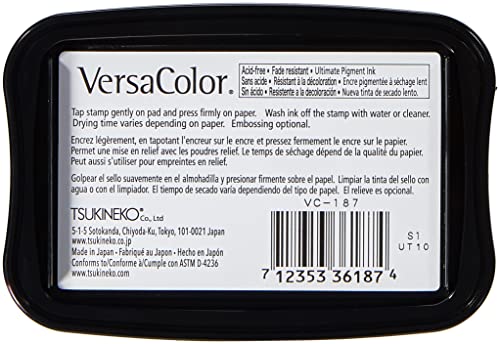 VersaColor®
Acid-free • Fade resistant • Ultimate Pigment Ink
Sans acide • Résistant à la décoloration • Encre pigmentée à séchage lent
Sin ácido • Resistente a la decoloración • Nueva tinta de secado lento.
Tap stamp gently on pad and press firmly on paper. Wash ink off the stamp with water or cleaner.
Drying time varies depending on paper. Embossing optional.
Encrez légèrement, en tapotant l'encreur sur le encre et pressez fermement le encre sur le papier.
Permet une mise en relief avec les poudres relief. Le temps de séchage dépend de la qualité du papier.
Peut aussi s'utiliser pour empreintes en relief.
Golpear el sello suavemente en el almohadilla y presionar firmente sobre el papel. Limpiar la tinta del sello con
agua o con el limpiador. El tiempo de secado varia dependiendo del tipo de papel. El relieve es opcional.
TSUKINEKO® Co., Ltd
5-1-5 Sotokanda, Chiyoda-Ku, Tokyo, 101-0021 Japan
www.tsukineko.co.jp
Made in Japan • Fabriqué au Japon • Hecho en Japón
Conforms to/Conforme à/Cumple con ASTM D-4236
www.tsukineko.com
VC-187
7 12353 36187 4
S1
UT10